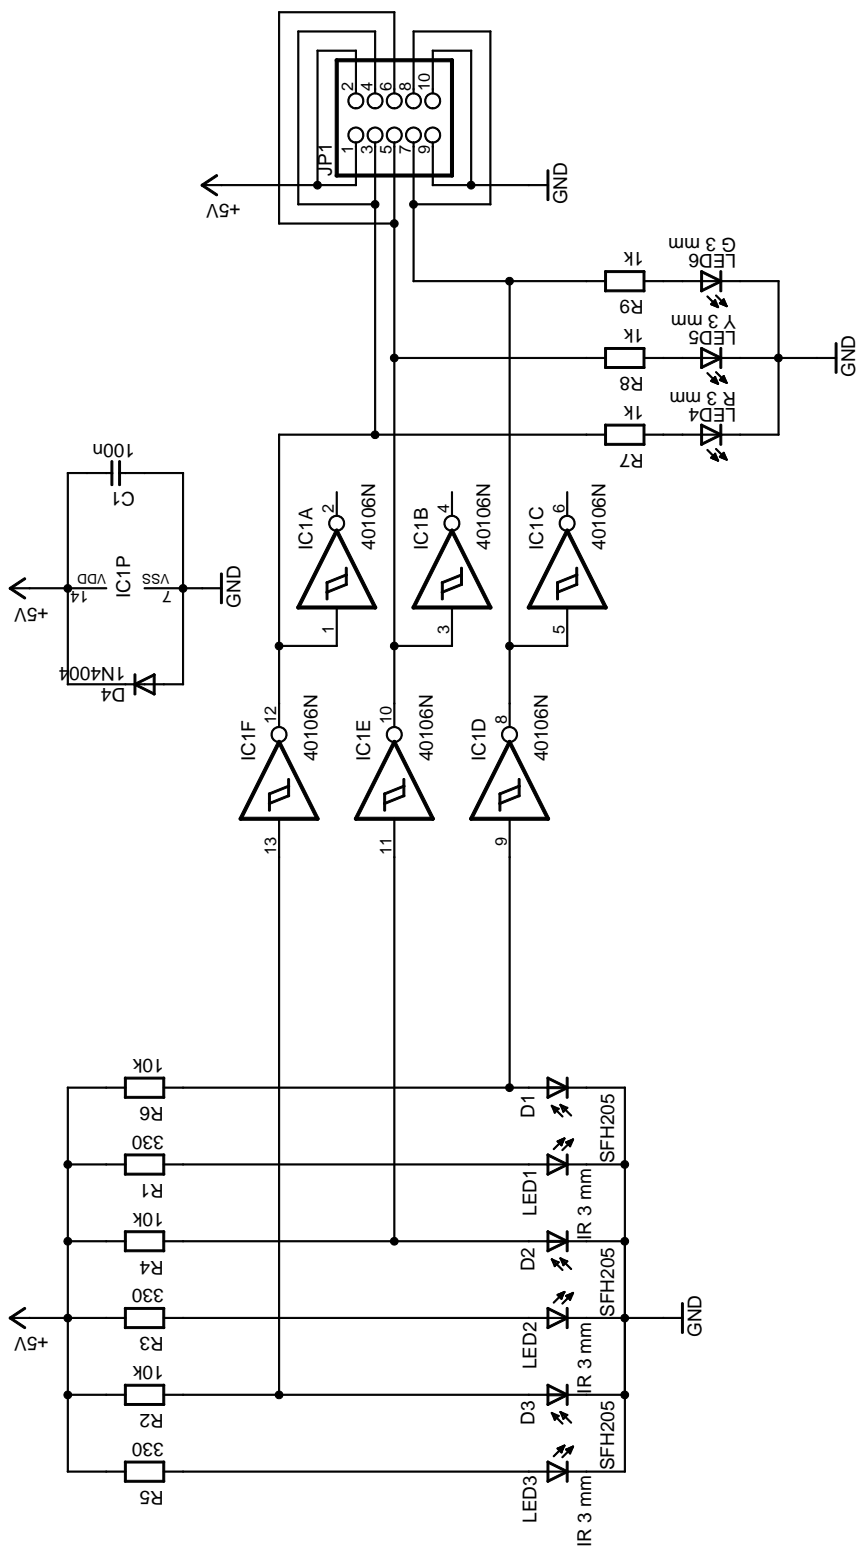 2
4
6
8
10
1
3
5
7
9
JP1
+5V
GND
1k
R9
LED6
G 3 mm
1k
R8
LED5
Y 3 mm
1k
R7
LED4
R 3 mm
GND
C1
100n
+5V
14
VDD
IC1P
VSS
7
GND
D4
1N4004
IC1A
1
2
40106N
IC1B
3
4
40106N
IC1C
5
6
40106N
IC1F
13
12
40106N
IC1E
11
10
40106N
IC1D
9
8
40106N
10k
R6
330
R1
10k
R4
330
R3
10k
R2
330
R5
+5V
D1
SFH205
LED1
IR 3 mm
D2
SFH205
LED2
IR 3 mm
D3
SFH205
LED3
IR 3 mm
GND